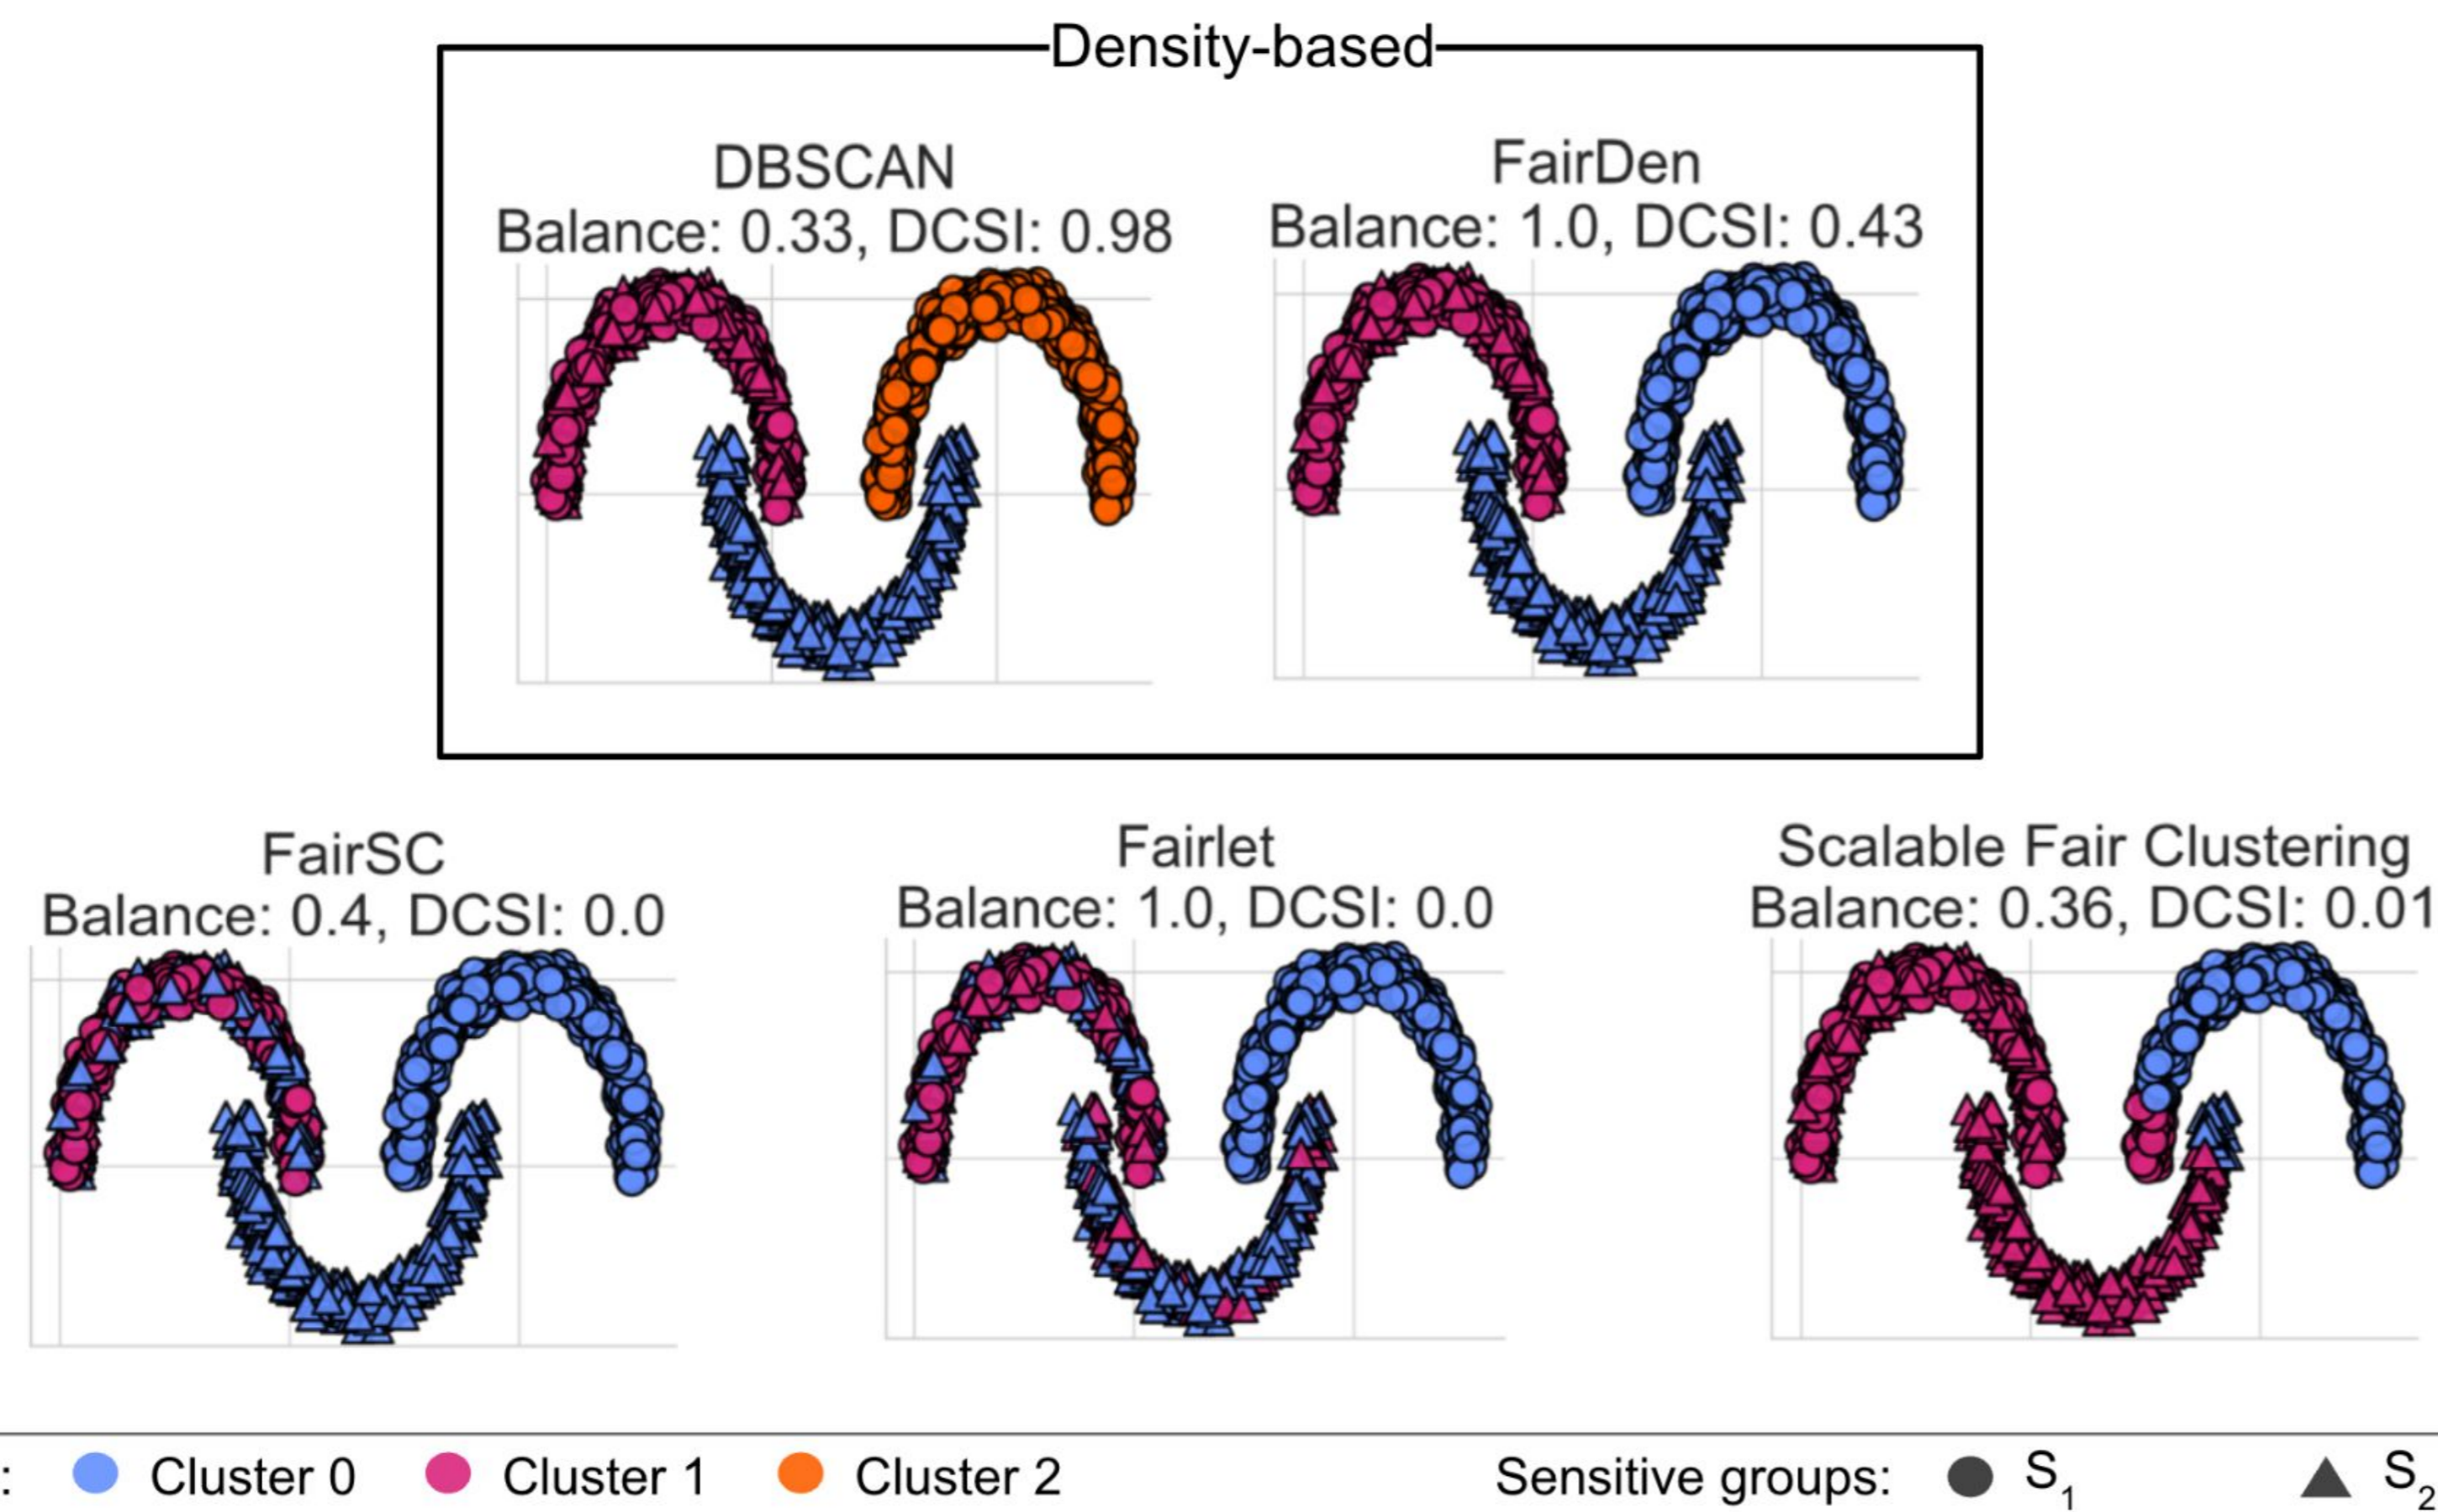 Density-based
DBSCAN
Balance: 0.33, DCSI: 0.98
FairDen
Balance: 1.0, DCSI: 0.43
FairSC
Balance: 0.4, DCSI: 0.0
Fairlet
Balance: 1.0, DCSI: 0.0
Scalable Fair Clustering
Balance: 0.36, DCSI: 0.01
: Cluster 0 Cluster 1 Cluster 2 Sensitive groups: S1 S2